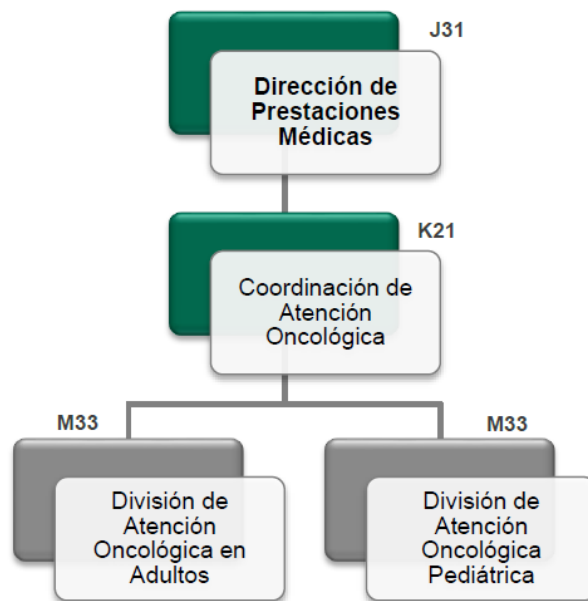 J31
Dirección de
Prestaciones
Médicas
K21
Coordinación de
Atención
Oncológica
M33
División de
Atención
Oncológica en
Adultos
M33
División de
Atención
Oncológica
Pediátrica